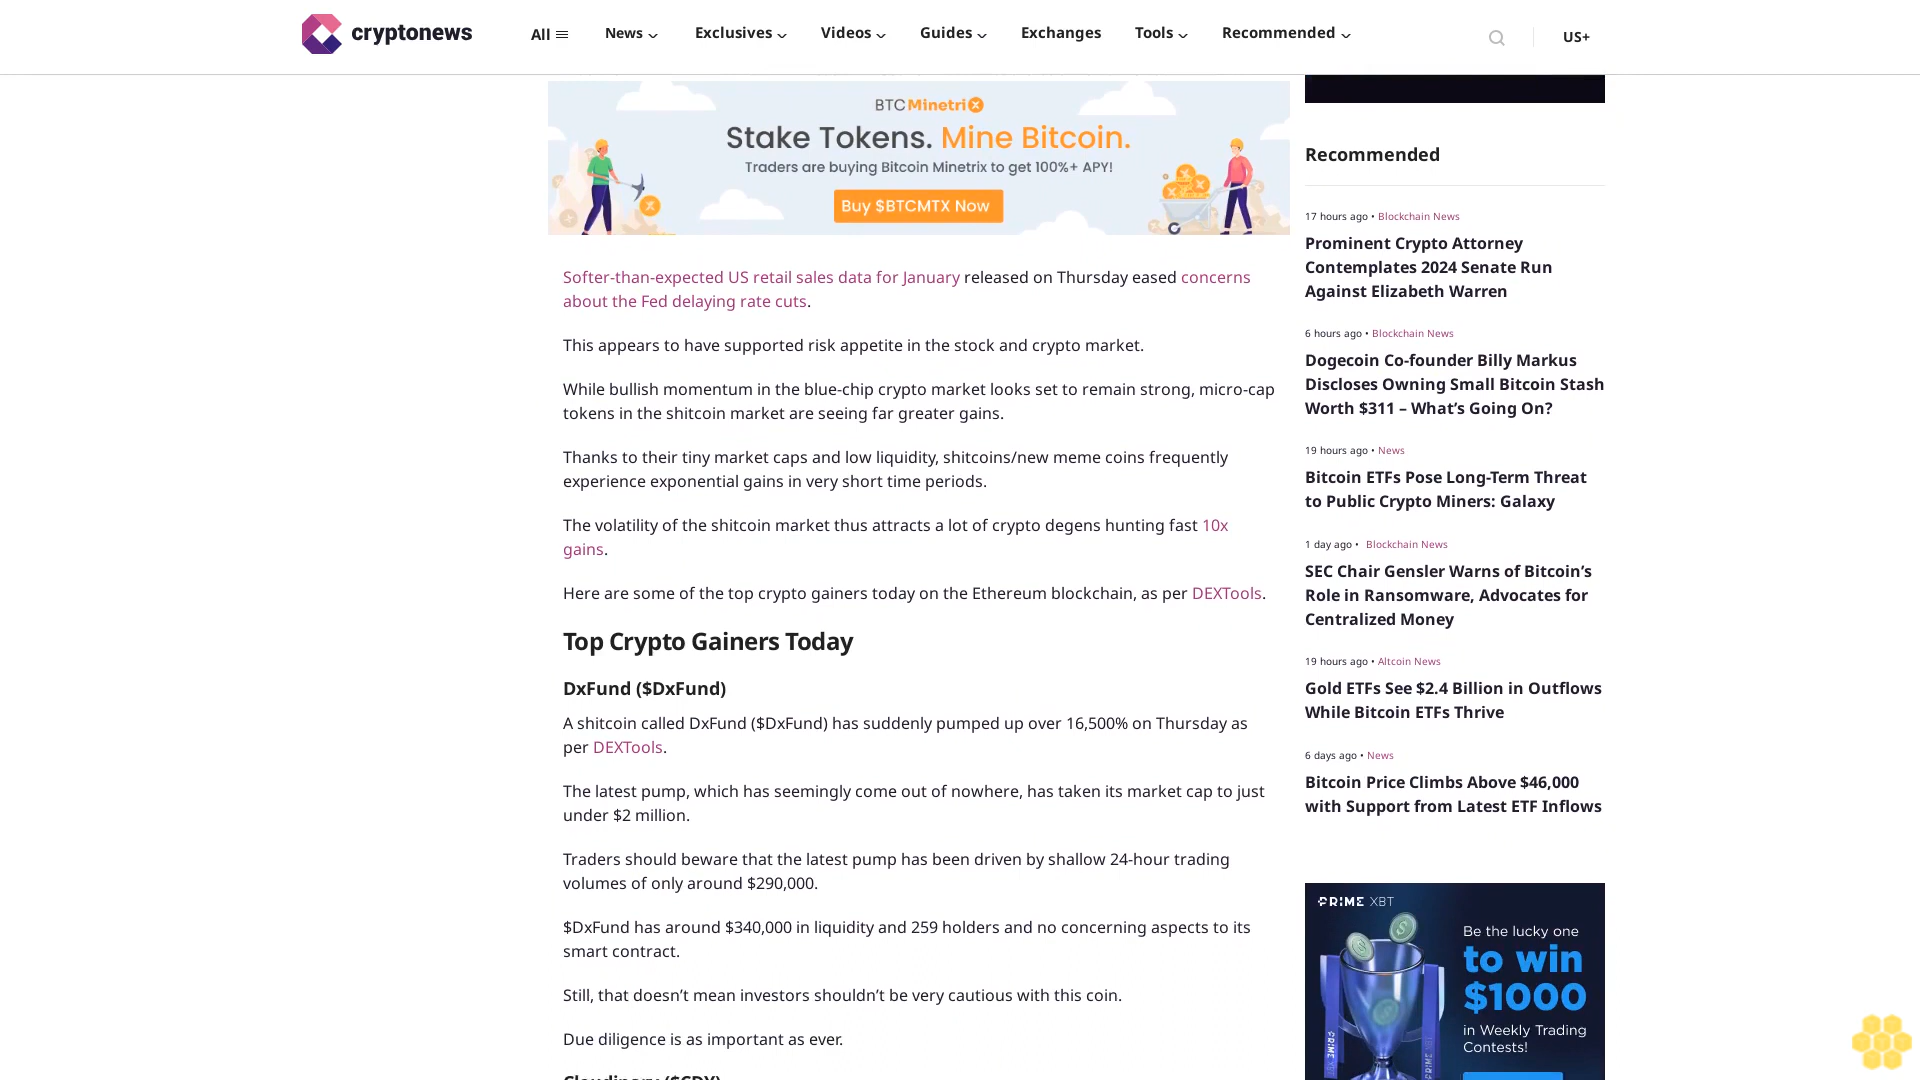 cryptonews
All
News
Exclusives
Videos
Guides
Exchanges
Tools
Recommended
US+
BTC Minetrix
Stake Tokens. Mine Bitcoin.
Traders are buying Bitcoin Minetrix to get 100%+ APY!
Buy $BTCMTX Now
Softer-than-expected US retail sales data for January released on Thursday eased concerns
about the Fed delaying rate cuts.
This appears to have supported risk appetite in the stock and crypto market.
While bullish momentum in the blue-chip crypto market looks set to remain strong, micro-cap
tokens in the shitcoin market are seeing far greater gains.
Thanks to their tiny market caps and low liquidity, shitcoins/new meme coins frequently
experience exponential gains in very short time periods.
The volatility of the shitcoin market thus attracts a lot of crypto degens hunting fast 10x
gains.
Here are some of the top crypto gainers today on the Ethereum blockchain, as per DEXTools.
Top Crypto Gainers Today
DxFund ($DxFund)
A shitcoin called DxFund ($DxFund) has suddenly pumped up over 16,500% on Thursday as
per DEXTools.
The latest pump, which has seemingly come out of nowhere, has taken its market cap to just
under $2 million.
Traders should beware that the latest pump has been driven by shallow 24-hour trading
volumes of only around $290,000.
$DxFund has around $340,000 in liquidity and 259 holders and no concerning aspects to its
smart contract.
Still, that doesn’t mean investors shouldn’t be very cautious with this coin.
Due diligence is as important as ever.
Cloudinary ($CDY)
Recommended
17 hours ago • Blockchain News
Prominent Crypto Attorney
Contemplates 2024 Senate Run
Against Elizabeth Warren
6 hours ago • Blockchain News
Dogecoin Co-founder Billy Markus
Discloses Owning Small Bitcoin Stash
Worth $311 – What’s Going On?
19 hours ago • News
Bitcoin ETFs Pose Long-Term Threat
to Public Crypto Miners: Galaxy
1 day ago • Blockchain News
SEC Chair Gensler Warns of Bitcoin’s
Role in Ransomware, Advocates for
Centralized Money
19 hours ago • Altcoin News
Gold ETFs See $2.4 Billion in Outflows
While Bitcoin ETFs Thrive
6 days ago • News
Bitcoin Price Climbs Above $46,000
with Support from Latest ETF Inflows
PRIME XBT
Be the lucky one
to win
$1000
in Weekly Trading
Contests!